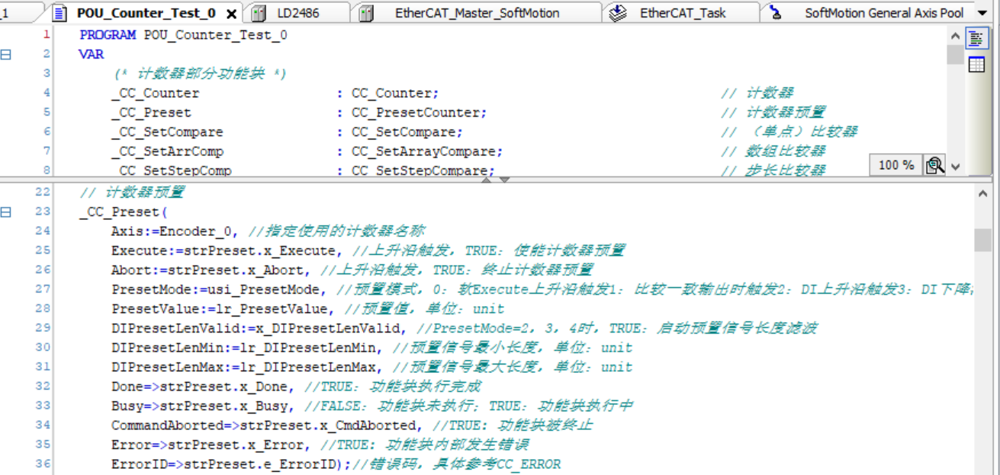 _1 POU_Counter_Test_0 LD2486 EtherCAT_Master_SoftMotion EtherCAT_Task SoftMotion General Axis Pool
1 PROGRAM POU_Counter_Test_0
2 VAR
3 (* 计数器部分功能块 *)
4 _CC_Counter : CC_Counter; // 计数器
5 _CC_Preset : CC_PresetCounter; // 计数器预置
6 _CC_SetCompare : CC_SetCompare; // （单点）比较器
7 _CC_SetArrComp : CC_SetArrayCompare; // 数组比较器
8 _CC_SetStepComp : CC_SetStepCompare; // 步长比较器
100 %
22 // 计数器预置
23 _CC_Preset(
24 Axis:=Encoder_0, //指定使用的计数器名称
25 Execute:=strPreset.x_Execute, //上升沿触发，TRUE：使能计数器预置
26 Abort:=strPreset.x_Abort, //上升沿触发，TRUE：终止计数器预置
27 PresetMode:=usi_PresetMode, //预置模式，0：软Execute上升沿触发1：比较一致输出时触发2：DI上升沿触发3：DI下降
28 PresetValue:=lr_PresetValue, //预置值，单位：unit
29 DIPresetLenValid:=x_DIPresetLenValid, //PresetMode=2，3，4时，TRUE：启动预置信号长度滤波
30 DIPresetLenMin:=lr_DIPresetLenMin, //预置信号最小长度，单位：unit
31 DIPresetLenMax:=lr_DIPresetLenMax, //预置信号最大长度，单位：unit
32 Done=>strPreset.x_Done, //TRUE：功能块执行完成
33 Busy=>strPreset.x_Busy, //FALSE：功能块未执行；TRUE：功能块执行中
34 CommandAborted=>strPreset.x_CmdAborted, //TRUE：功能块被终止
35 Error=>strPreset.x_Error, //TRUE：功能块内部发生错误
36 ErrorID=>strPreset.e_ErrorID);//错误码，具体参考CC_ERROR